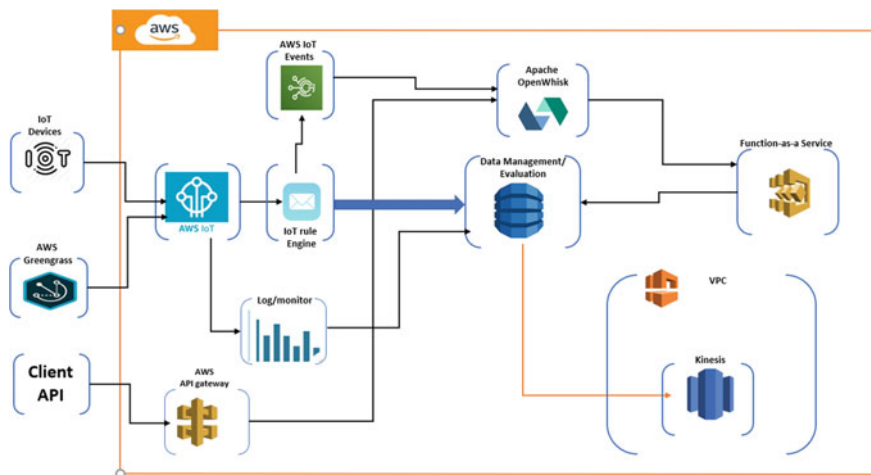 aws
AWS IoT
Events
Apache
OpenWhisk
IoT
Devices
IOT
Function-as-a Service
Data Management/
Evaluation
AWS IoT
IoT rule
Engine
AWS
Greengrass
VPC
Log/monitor
Kinesis
Client
API
AWS
API gateway